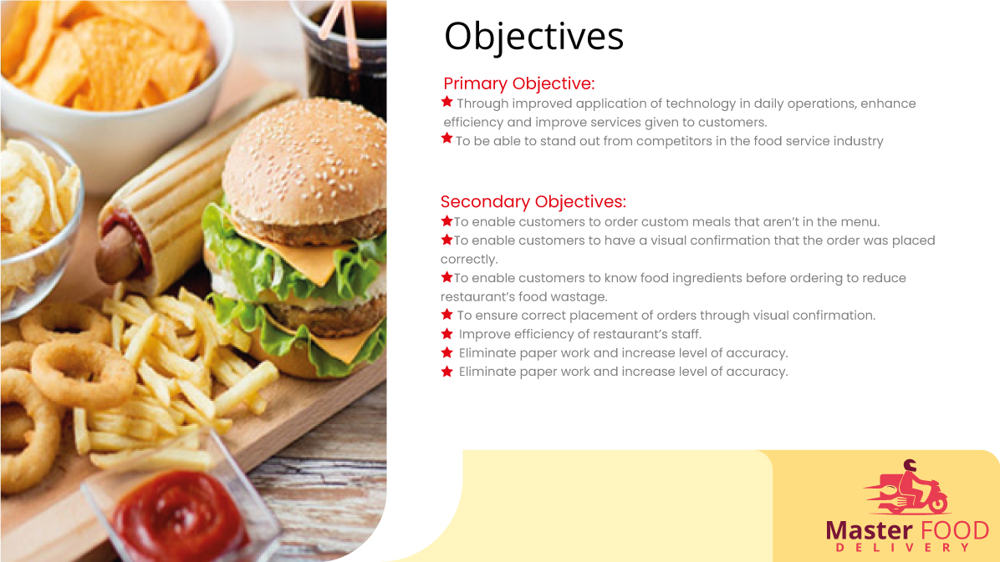 Objectives
Primary Objective:
Through improved application of technology in daily operations, enhance
efficiency and improve services given to customers.
To be able to stand out from competitors in the food service industry
Secondary Objectives:
To enable customers to order custom meals that aren’t in the menu.
To enable customers to have a visual confirmation that the order was placed
correctly.
To enable customers to know food ingredients before ordering to reduce
restaurant’s food wastage.
To ensure correct placement of orders through visual confirmation.
Improve efficiency of restaurant’s staff.
Eliminate paper work and increase level of accuracy.
Eliminate paper work and increase level of accuracy.
Master FOOD
DELIVERY